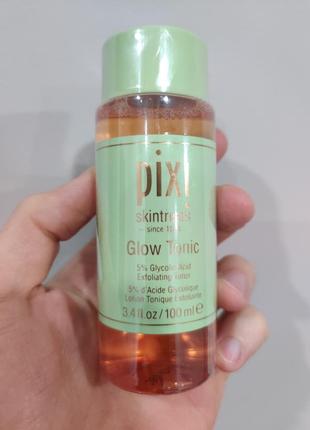 pixi
skintreats
— since 1999 —
Glow Tonic
5% Glycolic Acid
Exfoliating Toner
5% d'Acide Glycolique
Lotion Tonique Exfoliante
3.4 fl.oz / 100 ml e